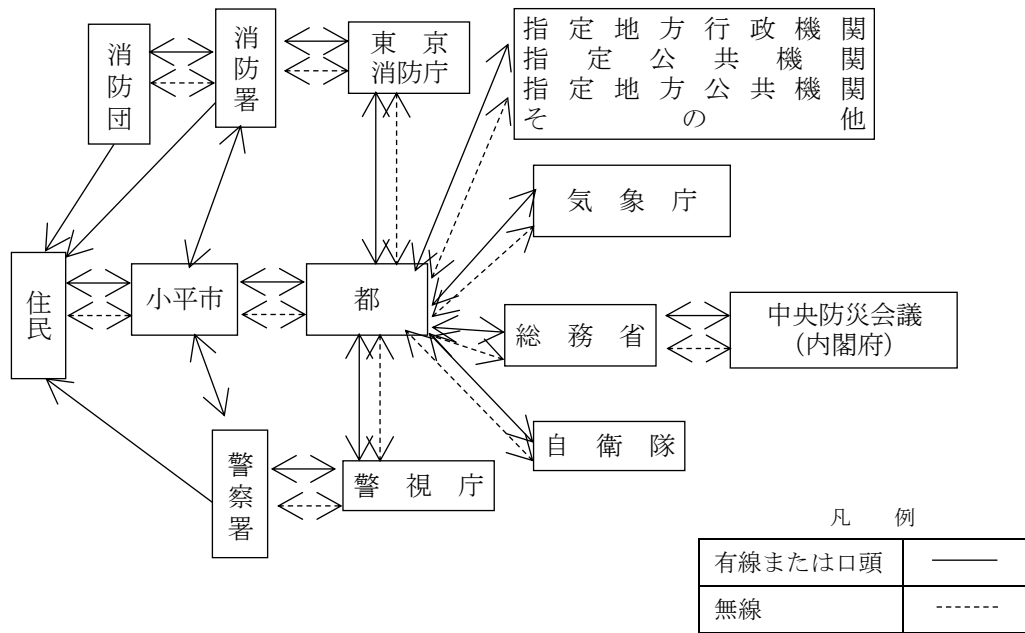 消防団
消防署
東京
消防庁
指定地方行政機関
指定公共機関
指定地方公共機関
その他
気象庁
住民
小平市
都
総務省
中央防災会議
(内閣府)
自衛隊
警察署
警視庁
凡例
有線または口頭
無線